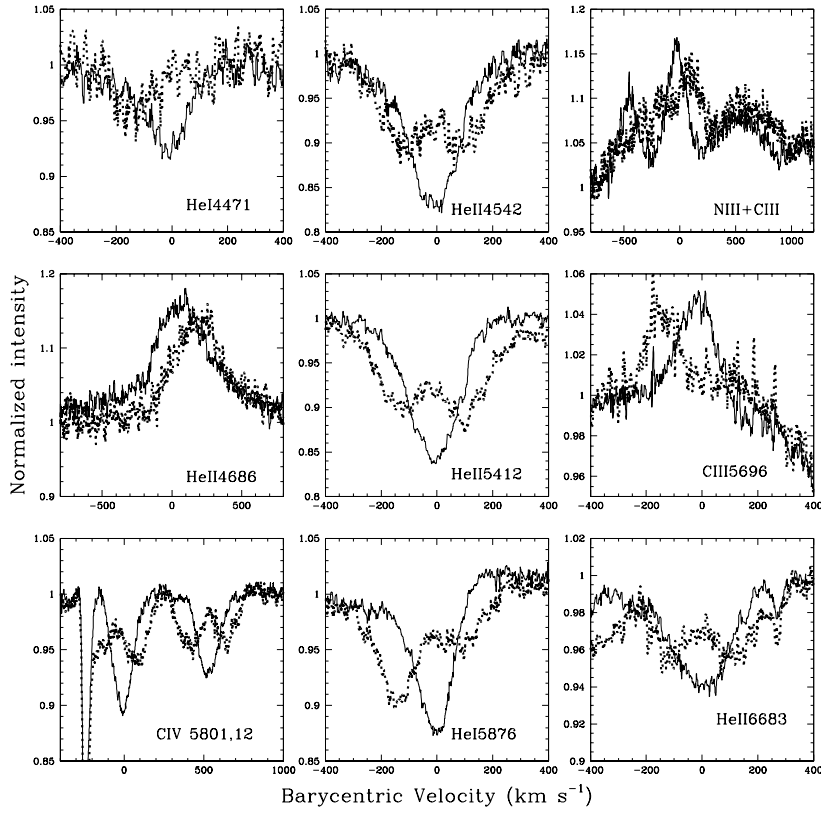 1.05
1
0.95
0.9
0.85
−400 −200 0 200 400
HeI4471
1.05
1
0.95
0.9
0.85
0.8
−400 −200 0 200 400
HeII4542
1.2
1.15
1.1
1.05
1
0.95
−500 0 500 1000
NIII+CIII
Normalized intensity
1.2
1.1
1
0.9
−500 0 500
HeII4686
1.05
1
0.95
0.9
0.85
0.8
−400 −200 0 200 400
HeII5412
1.06
1.04
1.02
1
0.98
0.96
−400 −200 0 200 400
CIII5696
1.05
1
0.95
0.9
0.85
0 500 1000
CIV 5801,12
1.05
1
0.95
0.9
0.85
−400 −200 0 200 400
HeI5876
1.02
1
0.98
0.96
0.94
0.92
0.9
−400 −200 0 200 400
HeII6683
Barycentric Velocity (km s⁻¹)